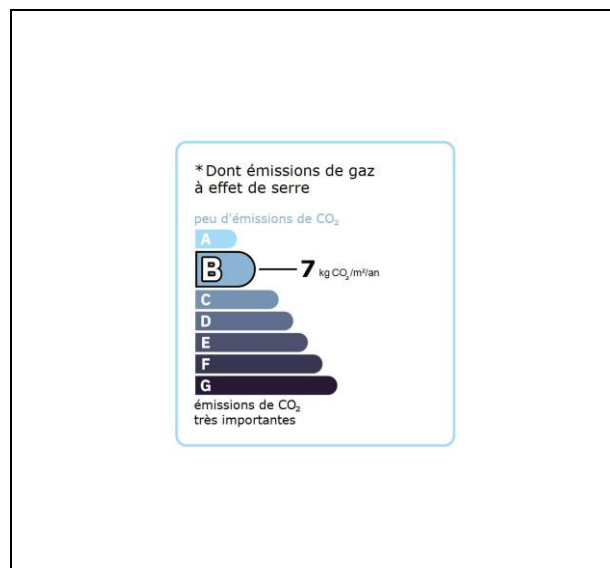 *Dont émissions de gaz
à effet de serre
peu d'émissions de CO₂
A
B 7 kg CO₂/m²/an
C
D
E
F
G
émissions de CO₂
très importantes